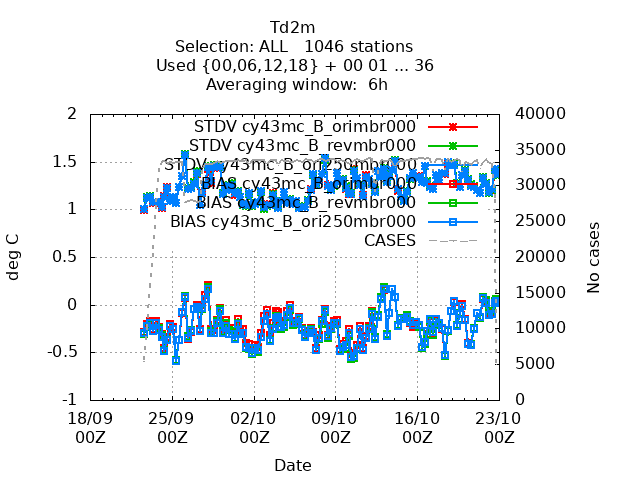 Td2m
Selection: ALL 1046 stations
Used {00,06,12,18} + 00 01 ... 36
Averaging window: 6h
STDV cy43mc_B_orimbr000
STDV cy43mc_B_revmbr000
STDV cy43mc_B_ori250mbr000
BIAS cy43mc_B_orimbr000
BIAS cy43mc_B_revmbr000
BIAS cy43mc_B_ori250mbr000
CASES
deg C
2
1.5
1
0.5
0
-0.5
-1
No cases
40000
35000
30000
25000
20000
15000
10000
5000
0
18/09 25/09 02/10 09/10 16/10 23/10
00Z 00Z 00Z 00Z 00Z 00Z
Date